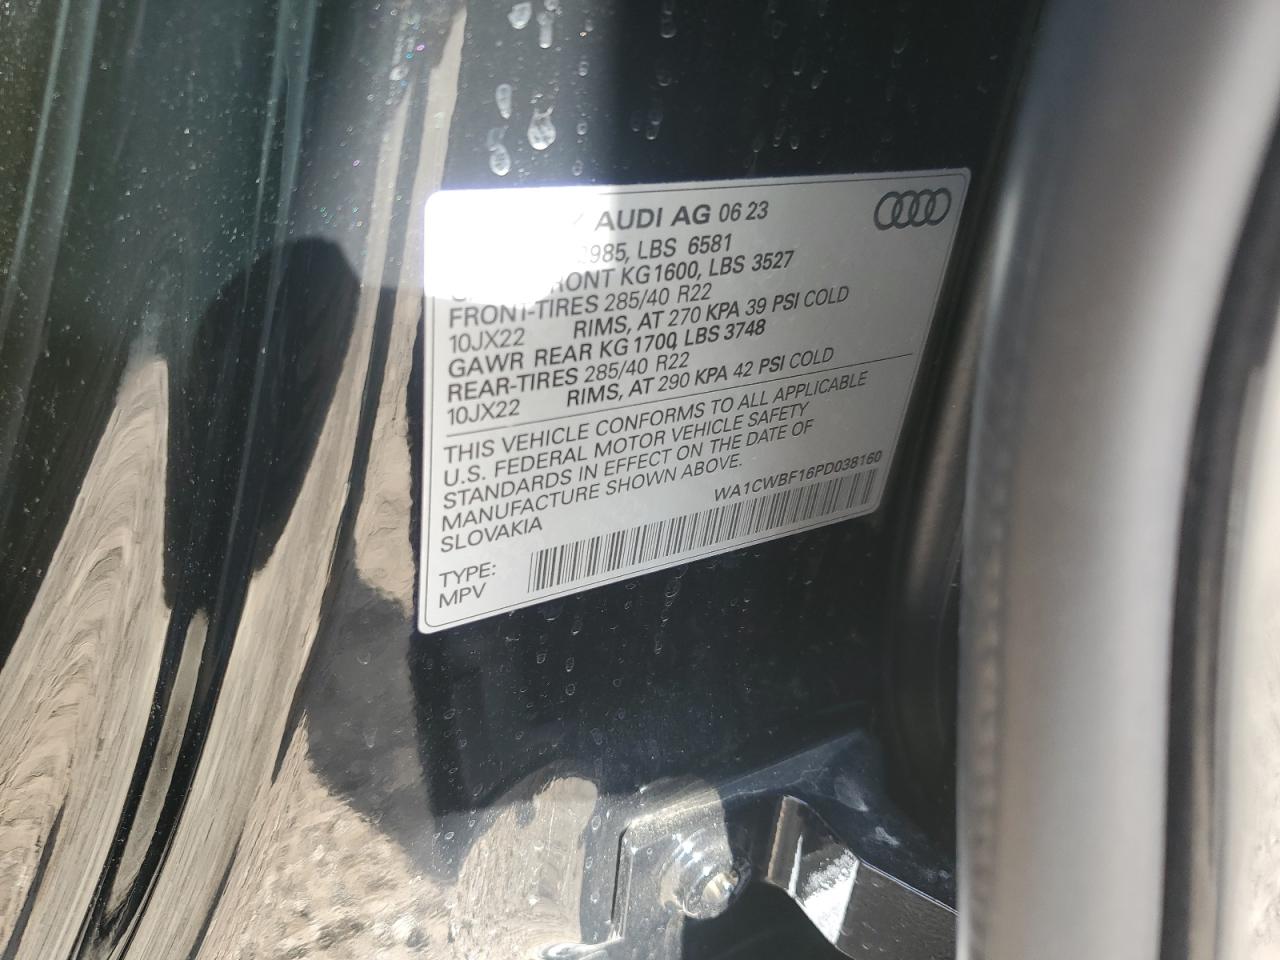 AUDI AG 06 23
985, LBS 6581
FRONT KG 1600, LBS 3527
FRONT-TIRES 285/40 R22
10JX22 RIMS, AT 270 KPA 39 PSI COLD
GAWR REAR KG 1700, LBS 3748
REAR-TIRES 285/40 R22
10JX22 RIMS, AT 290 KPA 42 PSI COLD
THIS VEHICLE CONFORMS TO ALL APPLICABLE
U.S. FEDERAL MOTOR VEHICLE SAFETY
STANDARDS IN EFFECT ON THE DATE OF
MANUFACTURE SHOWN ABOVE.
SLOVAKIA
WA1CWBF16PD038160
TYPE:
MPV